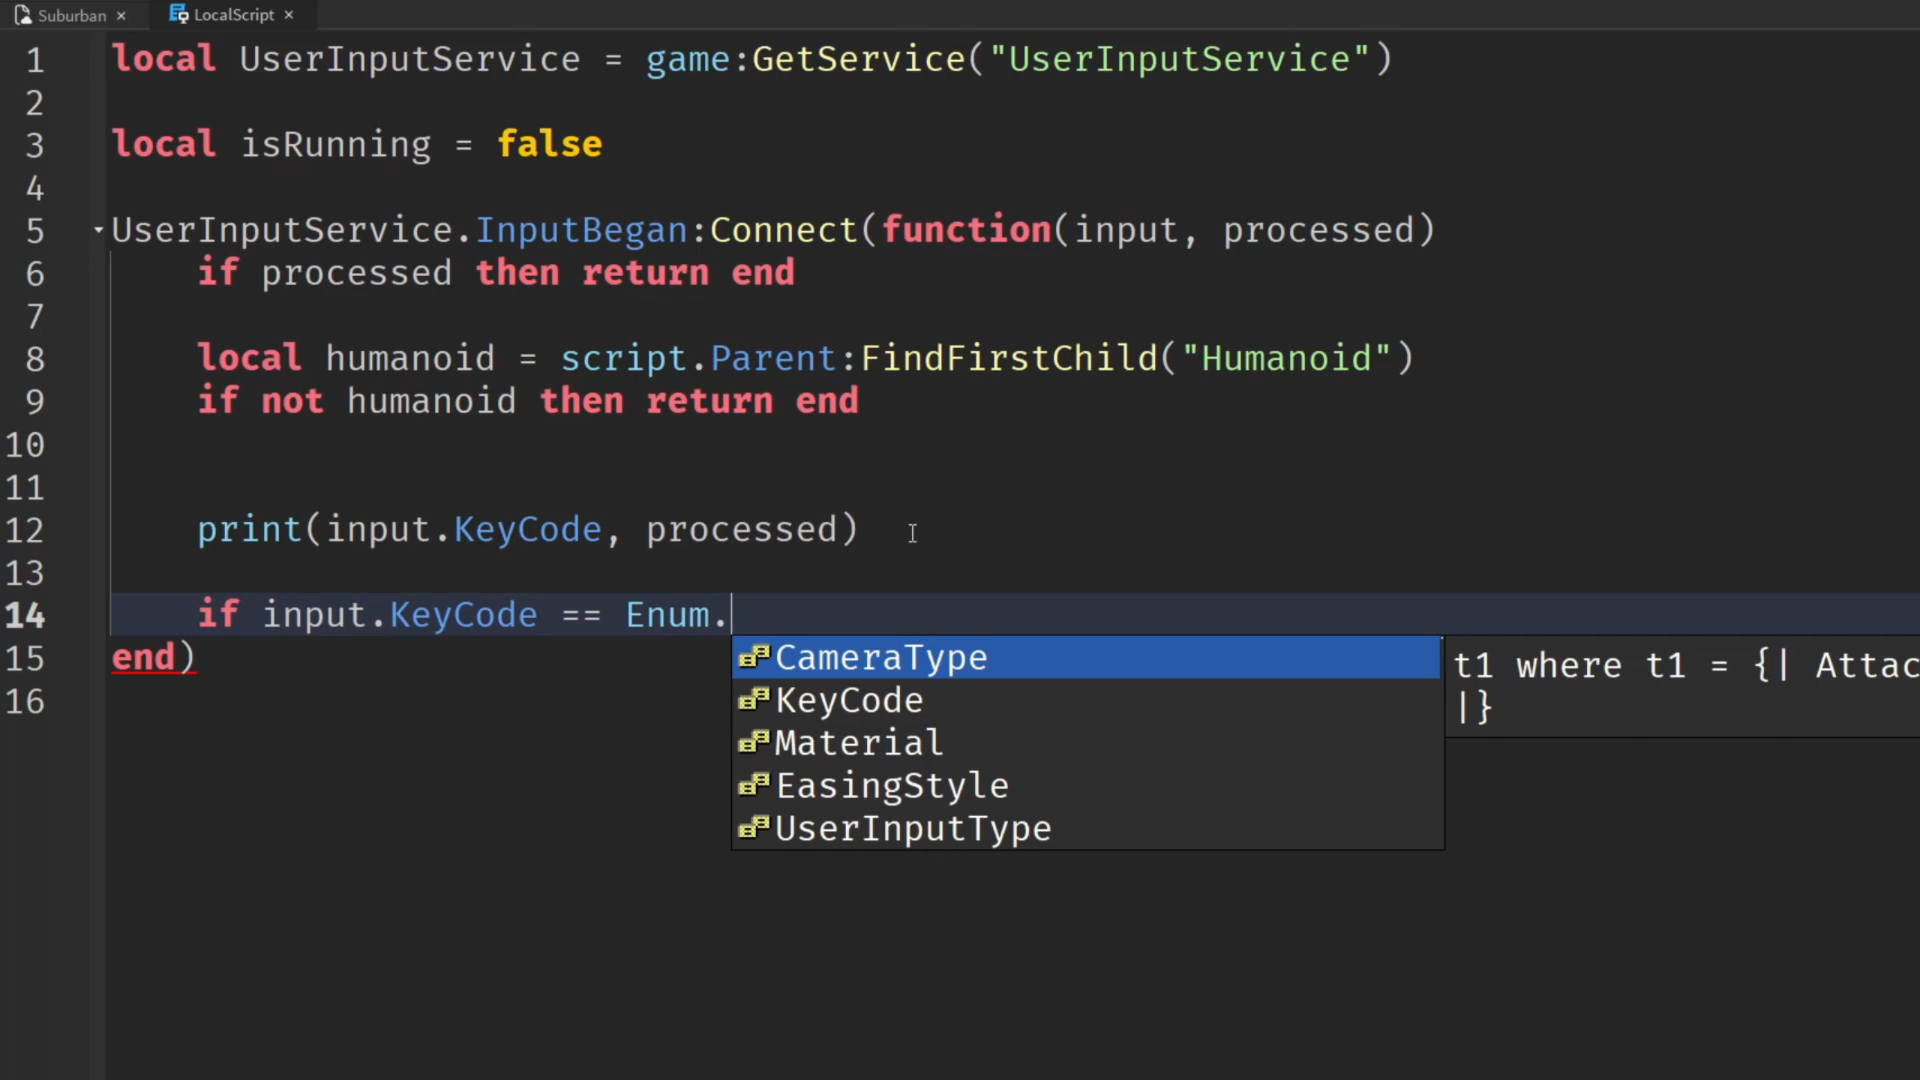 Suburban × LocalScript ×
1 local UserInputService = game:GetService("UserInputService")
2
3 local isRunning = false
4
5 UserInputService.InputBegan:Connect(function(input, processed)
6 if processed then return end
7
8 local humanoid = script.Parent:FindFirstChild("Humanoid")
9 if not humanoid then return end
10
11
12 print(input.KeyCode, processed)
13
14 if input.KeyCode == Enum.
15 end)
16
CameraType
KeyCode
Material
EasingStyle
UserInputType
t1 where t1 = {| Attac
|}